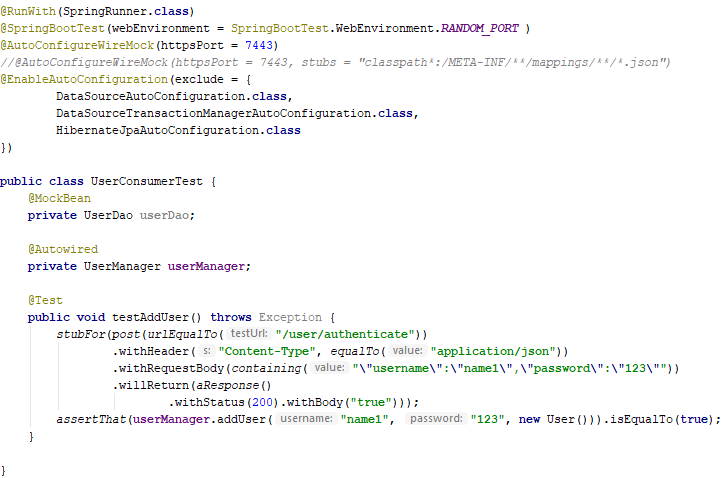 @RunWith(SpringRunner.class)
@SpringBootTest(webEnvironment = SpringBootTest.WebEnvironment.RANDOM_PORT )
@AutoConfigureWireMock(httpsPort = 7443)
//@AutoConfigureWireMock(httpsPort = 7443, stubs = "classpath*:/META-INF/**/mappings/**/*.json")
@EnableAutoConfiguration(exclude = {
        DataSourceAutoConfiguration.class,
        DataSourceTransactionManagerAutoConfiguration.class,
        HibernateJpaAutoConfiguration.class
})
public class UserConsumerTest {
    @MockBean
    private UserDao userDao;
    @Autowired
    private UserManager userManager;
    @Test
    public void testAddUser() throws Exception {
        stubFor(post(urlEqualTo( testUrl: "/user/authenticate"))
                .withHeader( s: "Content-Type", equalTo( value: "application/json"))
                .withRequestBody(containing( value: "\"username\":\"name1\",\"password\":\"123\""))
                .willReturn(aResponse()
                        .withStatus(200).withBody("true")));
        assertThat(userManager.addUser( username: "name1", password: "123", new User())).isEqualTo(true);
    }
}